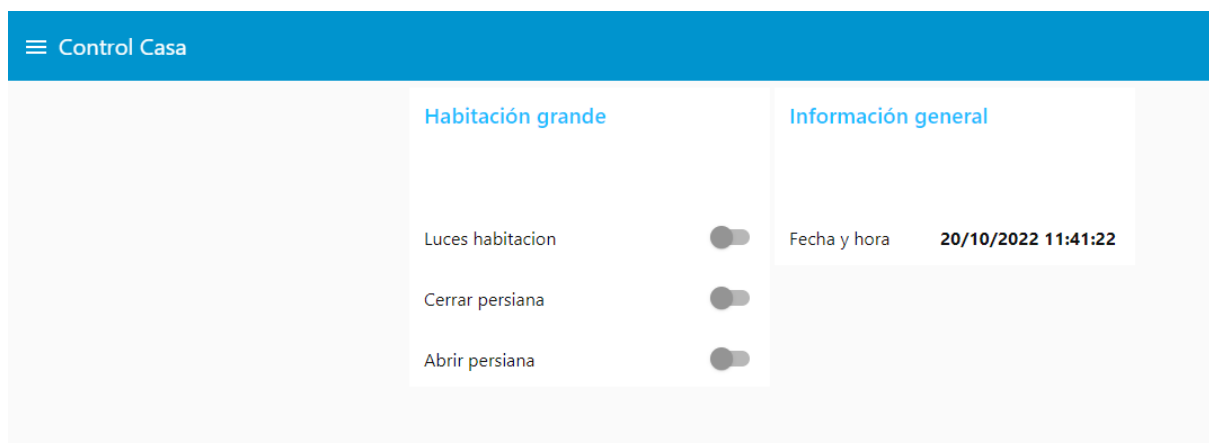 Control Casa
Habitación grande
Luces habitacion
Cerrar persiana
Abrir persiana
Información general
Fecha y hora 20/10/2022 11:41:22